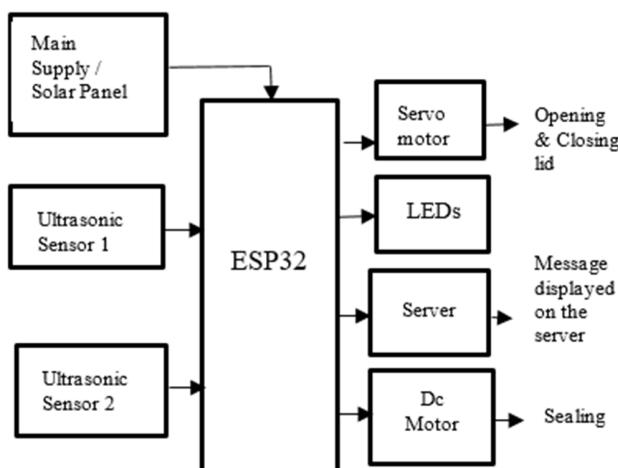 Main
Supply /
Solar Panel
Ultrasonic
Sensor 1
Ultrasonic
Sensor 2
ESP32
Servo
motor
Opening
& Closing
lid
LEDs
Server
Message
displayed
on the
server
Dc
Motor
Sealing